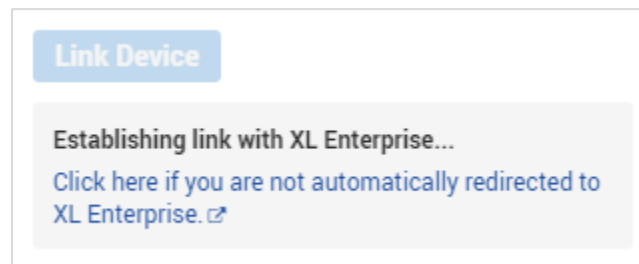 Link Device
Establishing link with XL Enterprise...
Click here if you are not automatically redirected to
XL Enterprise.